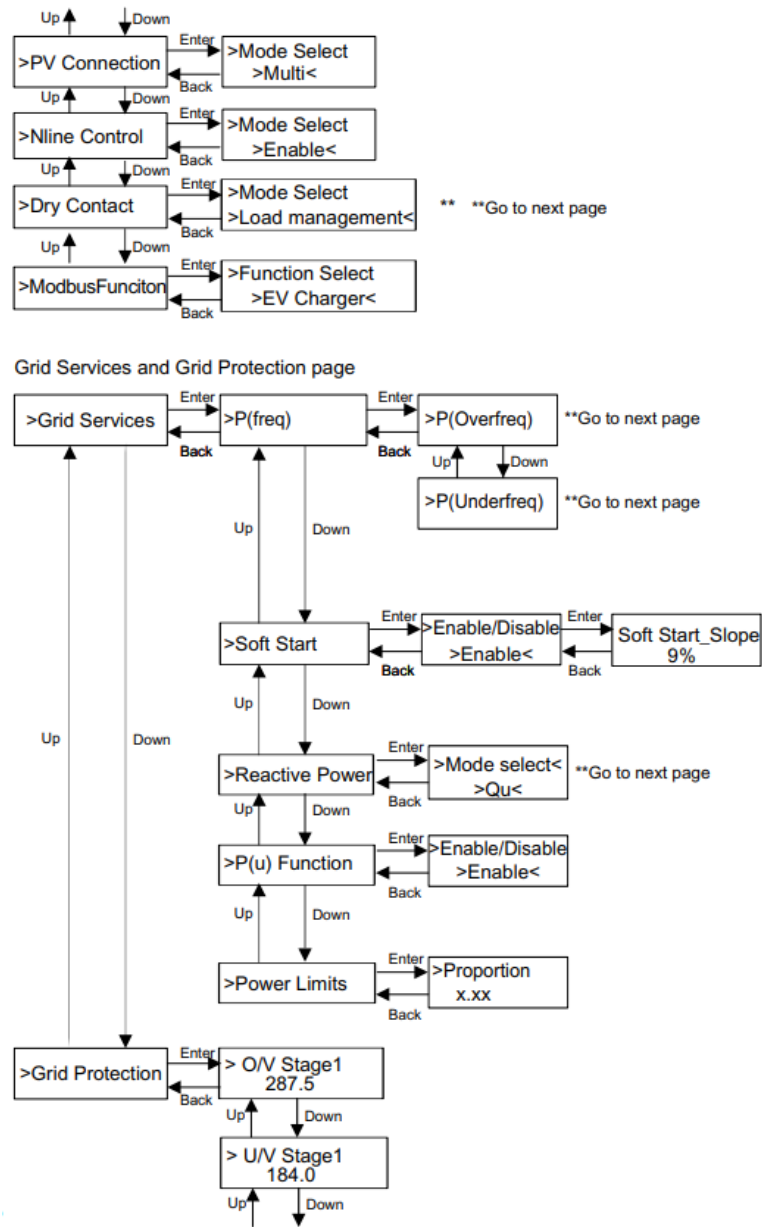 Up Down
Enter
>PV Connection >Mode Select
>Multi<
Back
Up Down
Enter
>Nline Control >Mode Select
>Enable<
Back
Up Down
Enter
>Dry Contact >Mode Select
>Load management< ** **Go to next page
Back
Up Down
Enter
>ModbusFunciton >Function Select
>EV Charger<
Back
Grid Services and Grid Protection page
Enter Enter
>Grid Services >P(freq) >P(Overfreq) **Go to next page
Back Back
Up Down
>P(Underfreq) **Go to next page
Up Down
Enter Enter
>Soft Start >Enable/Disable Soft Start_Slope
>Enable< 9%
Back Back
Up Down
Up Down
Enter
>Reactive Power >Mode select< **Go to next page
>Qu<
Back
Up Down
Enter
>P(u) Function >Enable/Disable
>Enable<
Back
Up Down
Enter
>Power Limits >Proportion
x.xx
Back
Enter
>Grid Protection > O/V Stage1
287.5
Back
Up Down
> U/V Stage1
184.0
Up Down